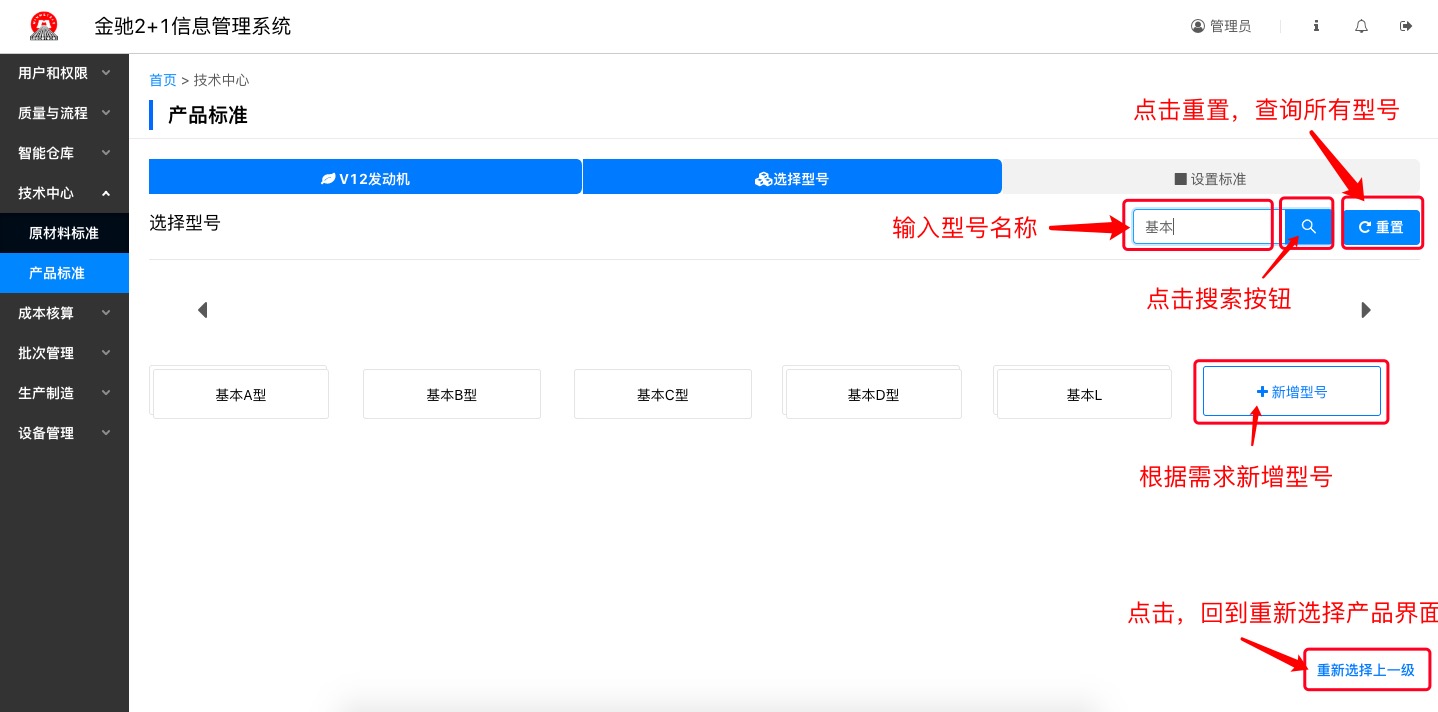 金驰2+1信息管理系统
管理员
用户和权限
质量与流程
智能仓库
技术中心
原材料标准
产品标准
成本核算
批次管理
生产制造
设备管理
首页 > 技术中心
产品标准
点击重置，查询所有型号
V12发动机
选择型号
设置标准
选择型号
输入型号名称
基本
重置
点击搜索按钮
基本A型
基本B型
基本C型
基本D型
基本L
新增型号
根据需求新增型号
点击，回到重新选择产品界面
重新选择上一级